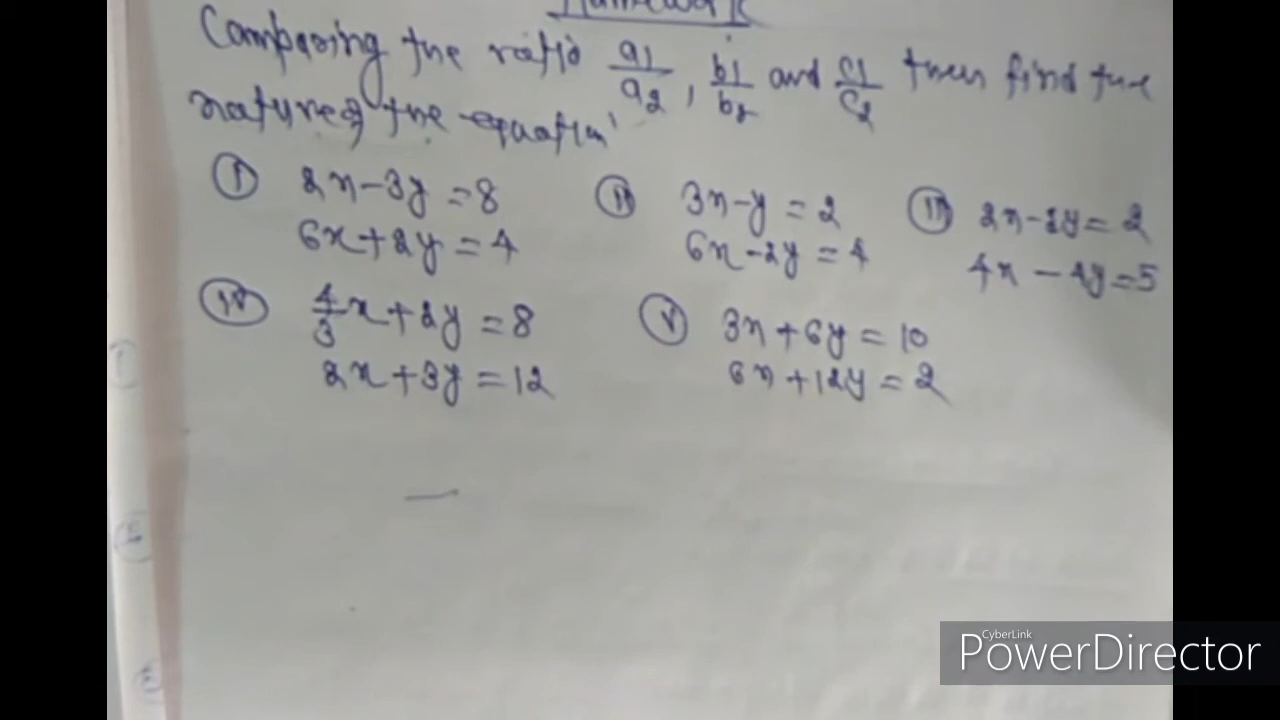 Homework
Comparing the ratio a1/a2, b1/b2 and c1/c2 then find the
nature of the equation
(I) 2x-3y=8 (II) 3x-y=2 (III) 2x-2y=2
6x+2y=4 6x-2y=4 4x-4y=5
(IV) 4/3x+2y=8 (V) 3x+6y=10
2x+3y=12 6x+12y=2
CyberLink
PowerDirector